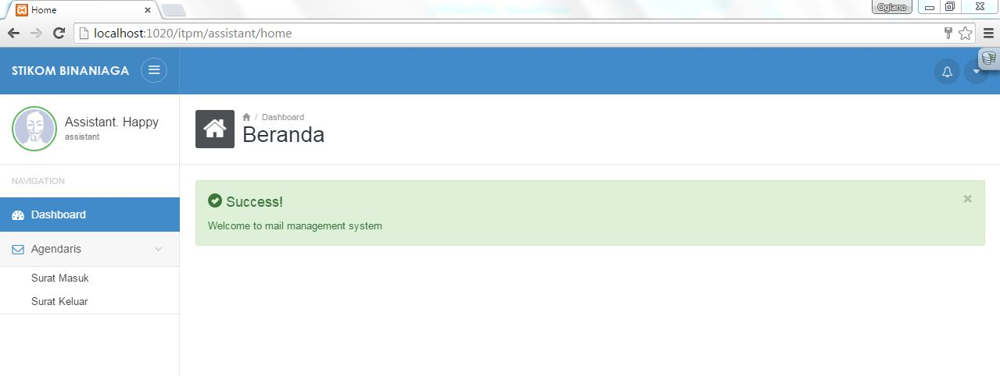 Home
Ogiano
localhost:1020/itpm/assistant/home
STIKOM BINANIAGA
Assistant. Happy
assistant
/ Dashboard
Beranda
NAVIGATION
Dashboard
Agendaris
Surat Masuk
Surat Keluar
Success!
Welcome to mail management system